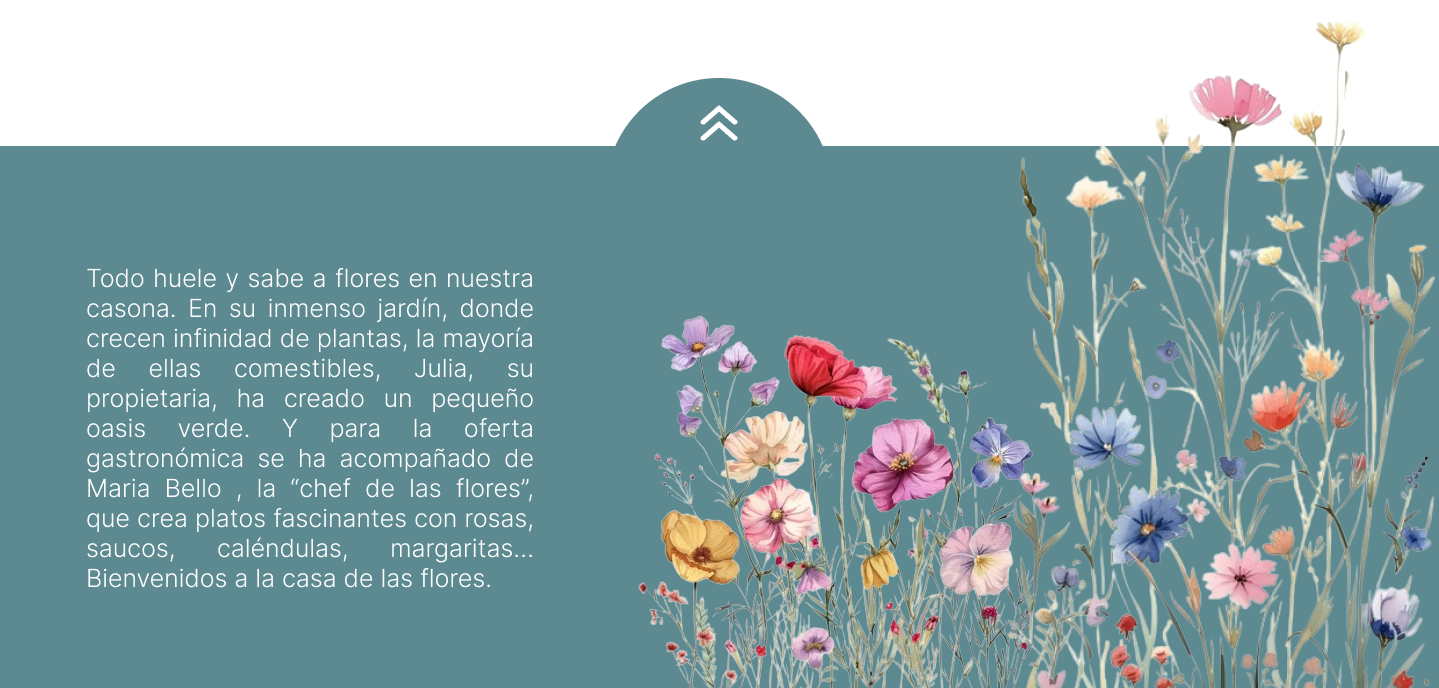 Todo huele y sabe a flores en nuestra
casona. En su inmenso jardín, donde
crecen infinidad de plantas, la mayoría
de ellas comestibles, Julia, su
propietaria, ha creado un pequeño
oasis verde. Y para la oferta
gastronómica se ha acompañado de
Maria Bello , la “chef de las flores”,
que crea platos fascinantes con rosas,
saucos, caléndulas, margaritas...
Bienvenidos a la casa de las flores.